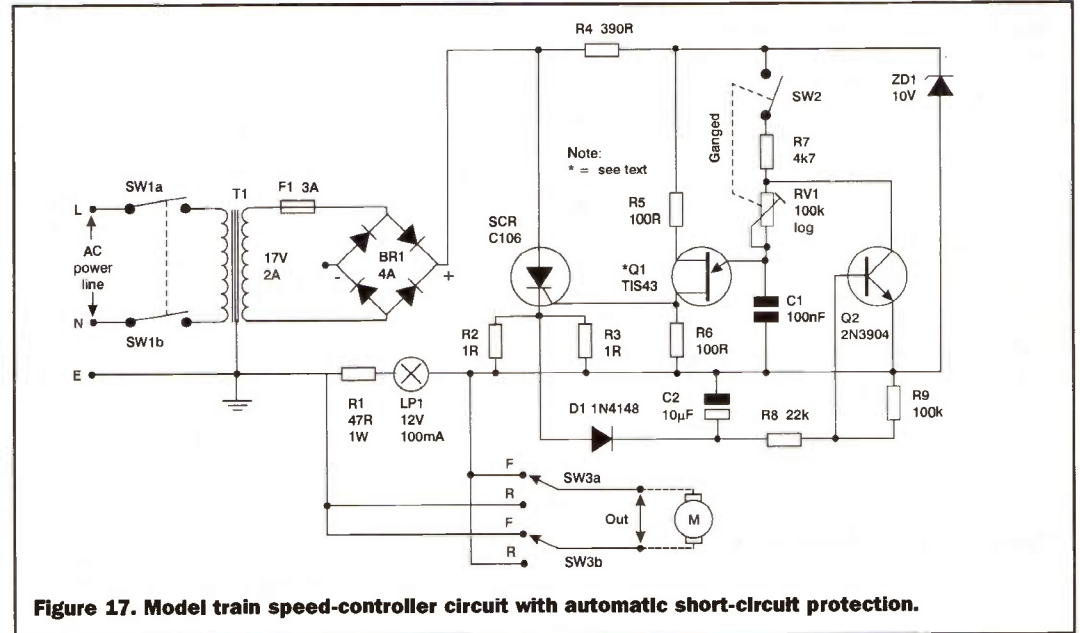 R4 390R
ZD1
10V
SW2
Ganged
R7
4k7
Note:
* = see text
RV1
100k
log
R5
100R
SW1a
T1
F1 3A
L
AC
power
line
N
17V
2A
BR1
4A
-
+
SCR
C106
*Q1
TIS43
C1
100nF
Q2
2N3904
SW1b
R2
1R
R3
1R
R6
100R
E
R1
47R
1W
LP1
12V
100mA
D1 1N4148
C2
10µF
R8 22k
R9
100k
F
SW3a
R
F
Out
M
R
SW3b
Figure 17. Model train speed-controller circuit with automatic short-circuit protection.